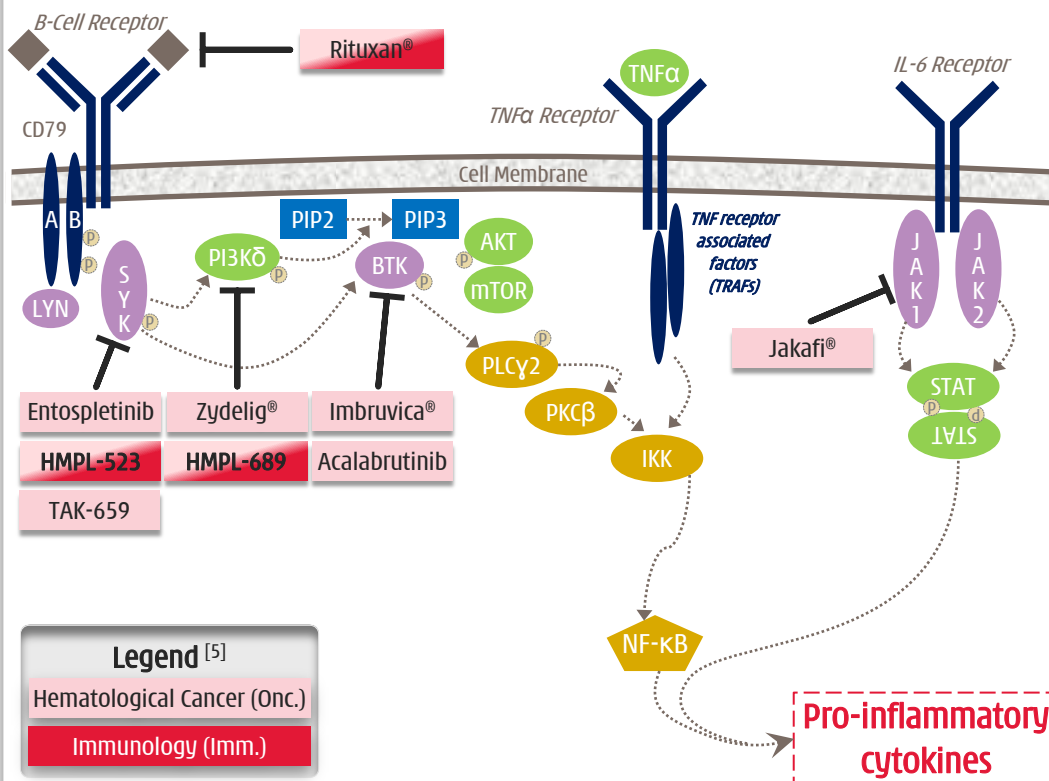 B-Cell Receptor
Rituxan®
CD79
TNFα
TNFα Receptor
IL-6 Receptor
Cell Membrane
A
B
P
P
LYN
SYK
P
PI3Kδ
P
PIP2
PIP3
BTK
P
AKT
P
mTOR
TNF receptor
associated
factors
(TRAFs)
JAK1
JAK2
Jakafi®
PLCɣ2
P
PKCβ
IKK
STAT
P
P
STAT
Entospletinib
Zydelig®
Imbruvica®
HMPL-523
HMPL-689
Acalabrutinib
TAK-659
NF-κB
Legend [5]
Hematological Cancer (Onc.)
Immunology (Imm.)
Pro-inflammatory
cytokines